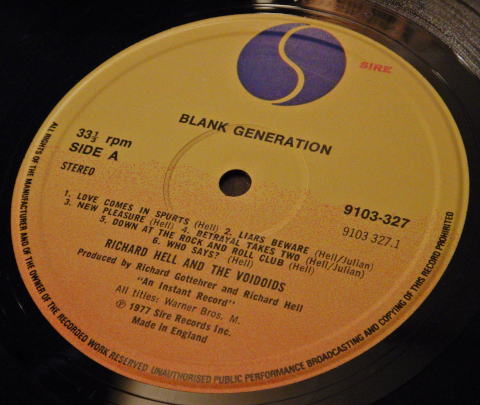 SIRE
BLANK GENERATION
33⅓ rpm
SIDE A
STEREO
9103-327
9103 327.1
1. LOVE COMES IN SPURTS (Hell) 2. LIARS BEWARE (Hell/Julian)
3. NEW PLEASURE (Hell) 4. BETRAYAL TAKES TWO (Hell/Julian)
5. DOWN AT THE ROCK AND ROLL CLUB (Hell)
6. WHO SAYS? (Hell)
RICHARD HELL AND THE VOIDOIDS
Produced by Richard Gottehrer and Richard Hell
"An Instant Record"
All titles: Warner Bros. M.
℗ 1977 Sire Records Inc.
Made in England
ALL RIGHTS OF THE MANUFACTURER AND OF THE OWNER OF THE RECORDED WORK RESERVED UNAUTHORISED PUBLIC PERFORMANCE BROADCASTING AND COPYING OF THIS RECORD PROHIBITED